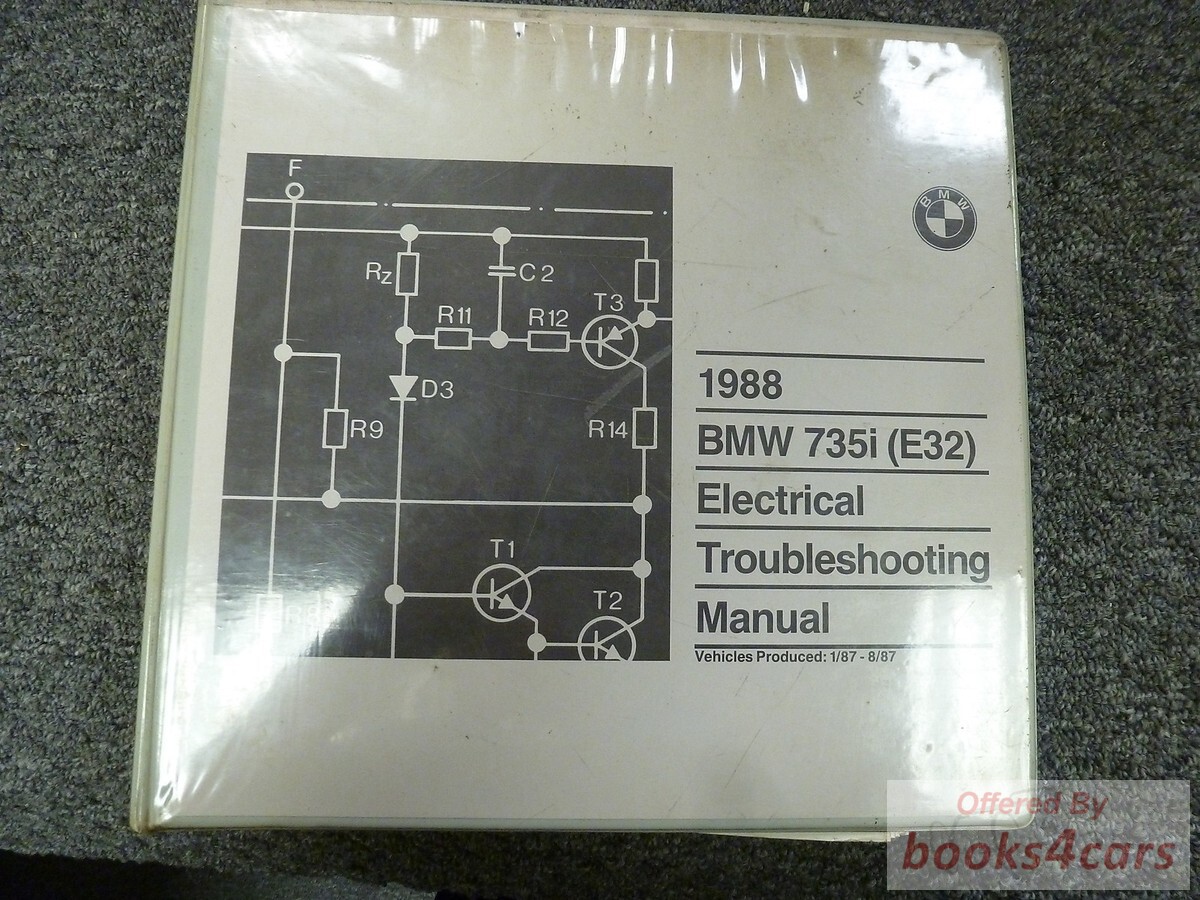 F
BMW
Rz
C2
R11
R12
T3
D3
R9
R14
T1
T2
1988
BMW 735i (E32)
Electrical
Troubleshooting
Manual
Vehicles Produced: 1/87 - 8/87
Offered By
books4cars